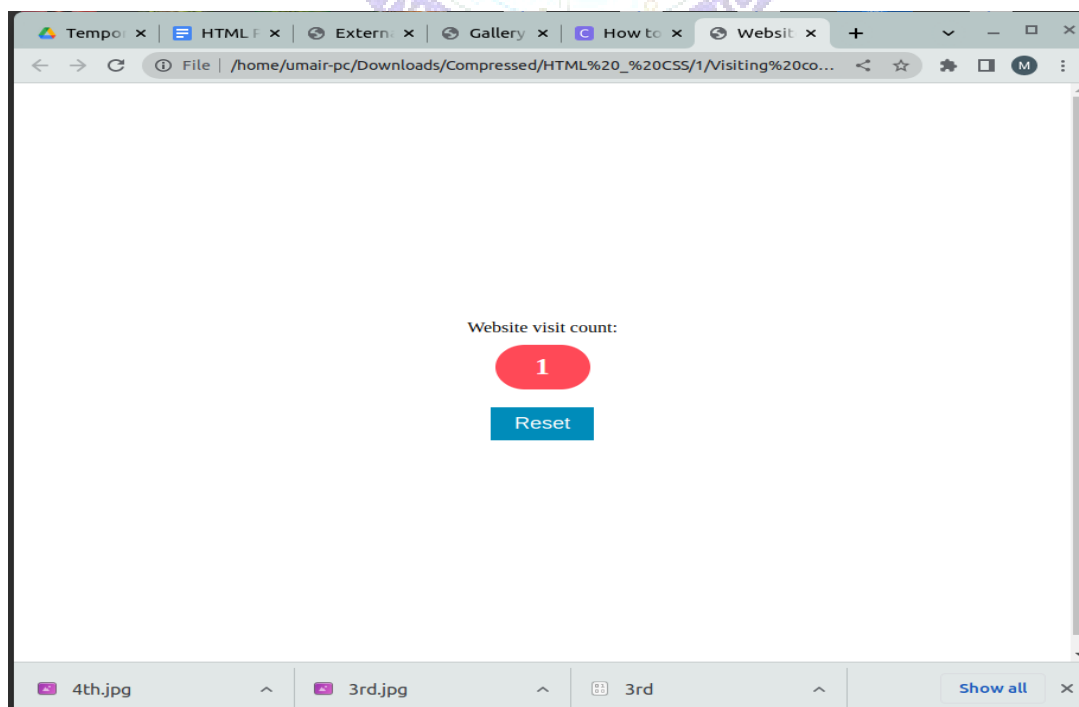 Tempo
HTML F
Extern
Gallery
How to
Websit
File | /home/umair-pc/Downloads/Compressed/HTML%20_%20CSS/1/Visiting%20co...
M
Website visit count:
1
Reset
4th.jpg
3rd.jpg
3rd
Show all